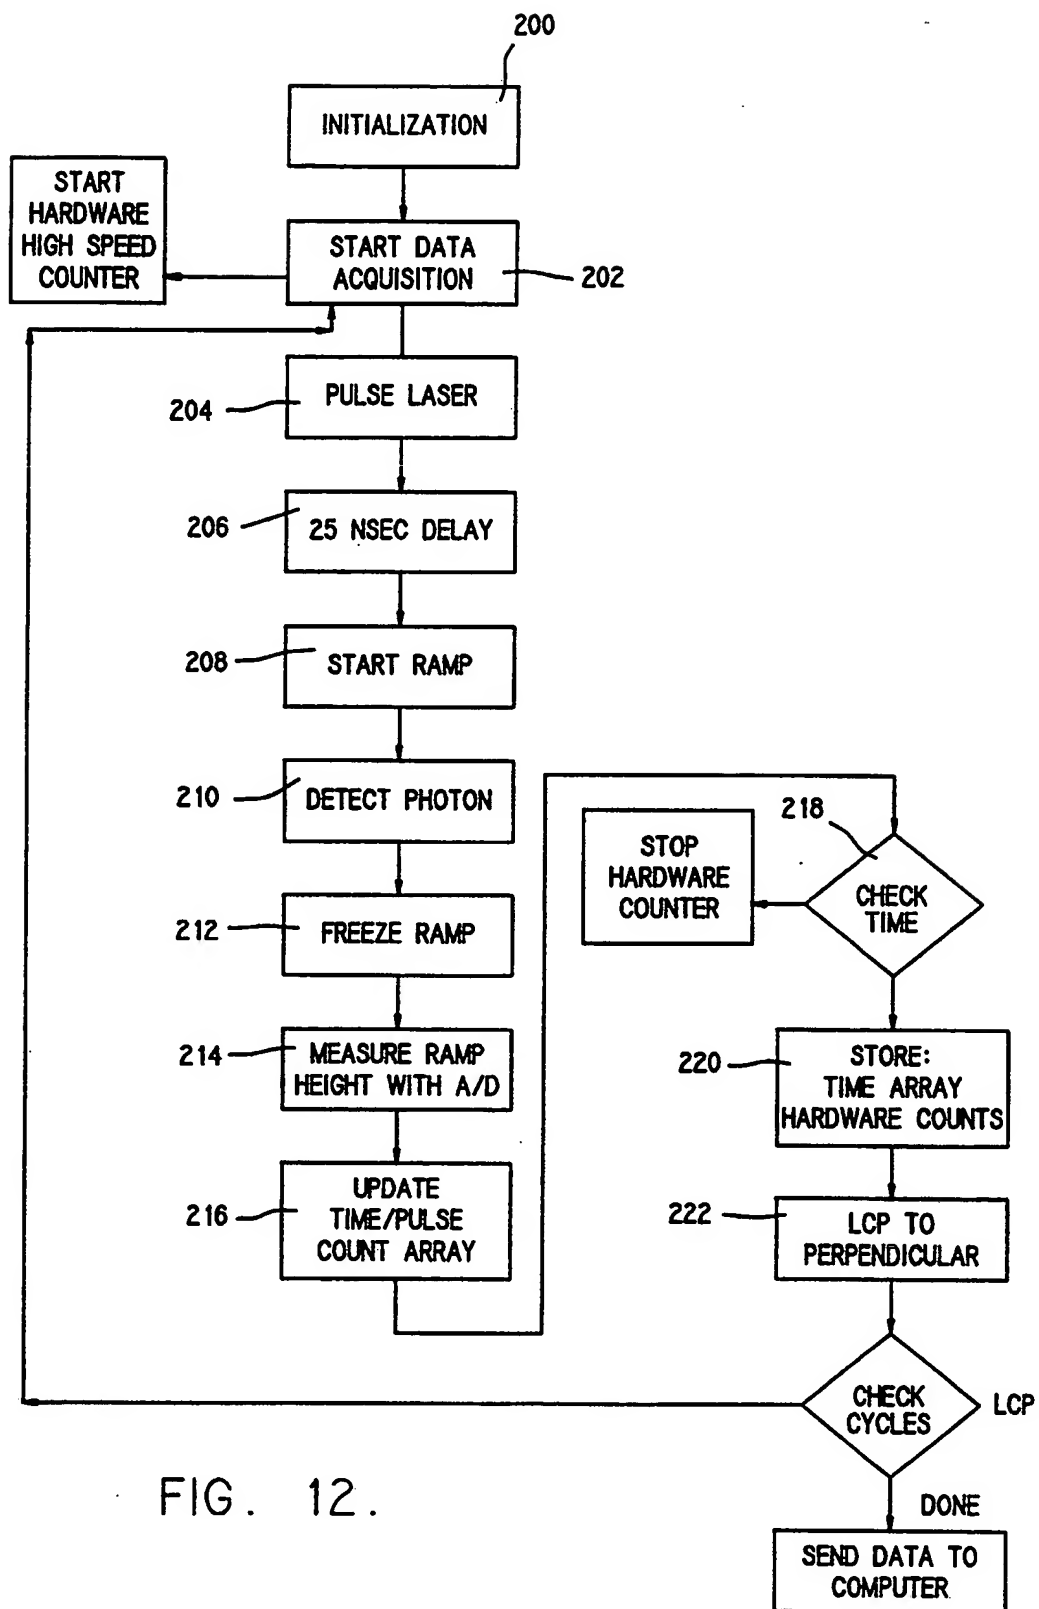 200
INITIALIZATION
START
HARDWARE
HIGH SPEED
COUNTER
START DATA
ACQUISITION
202
PULSE LASER
204
25 NSEC DELAY
206
START RAMP
208
DETECT PHOTON
210
FREEZE RAMP
212
MEASURE RAMP
HEIGHT WITH A/D
214
UPDATE
TIME/PULSE
COUNT ARRAY
216
218
CHECK
TIME
STOP
HARDWARE
COUNTER
220
STORE:
TIME ARRAY
HARDWARE COUNTS
222
LCP TO
PERPENDICULAR
CHECK
CYCLES
LCP
DONE
SEND DATA TO
COMPUTER
FIG. 12.